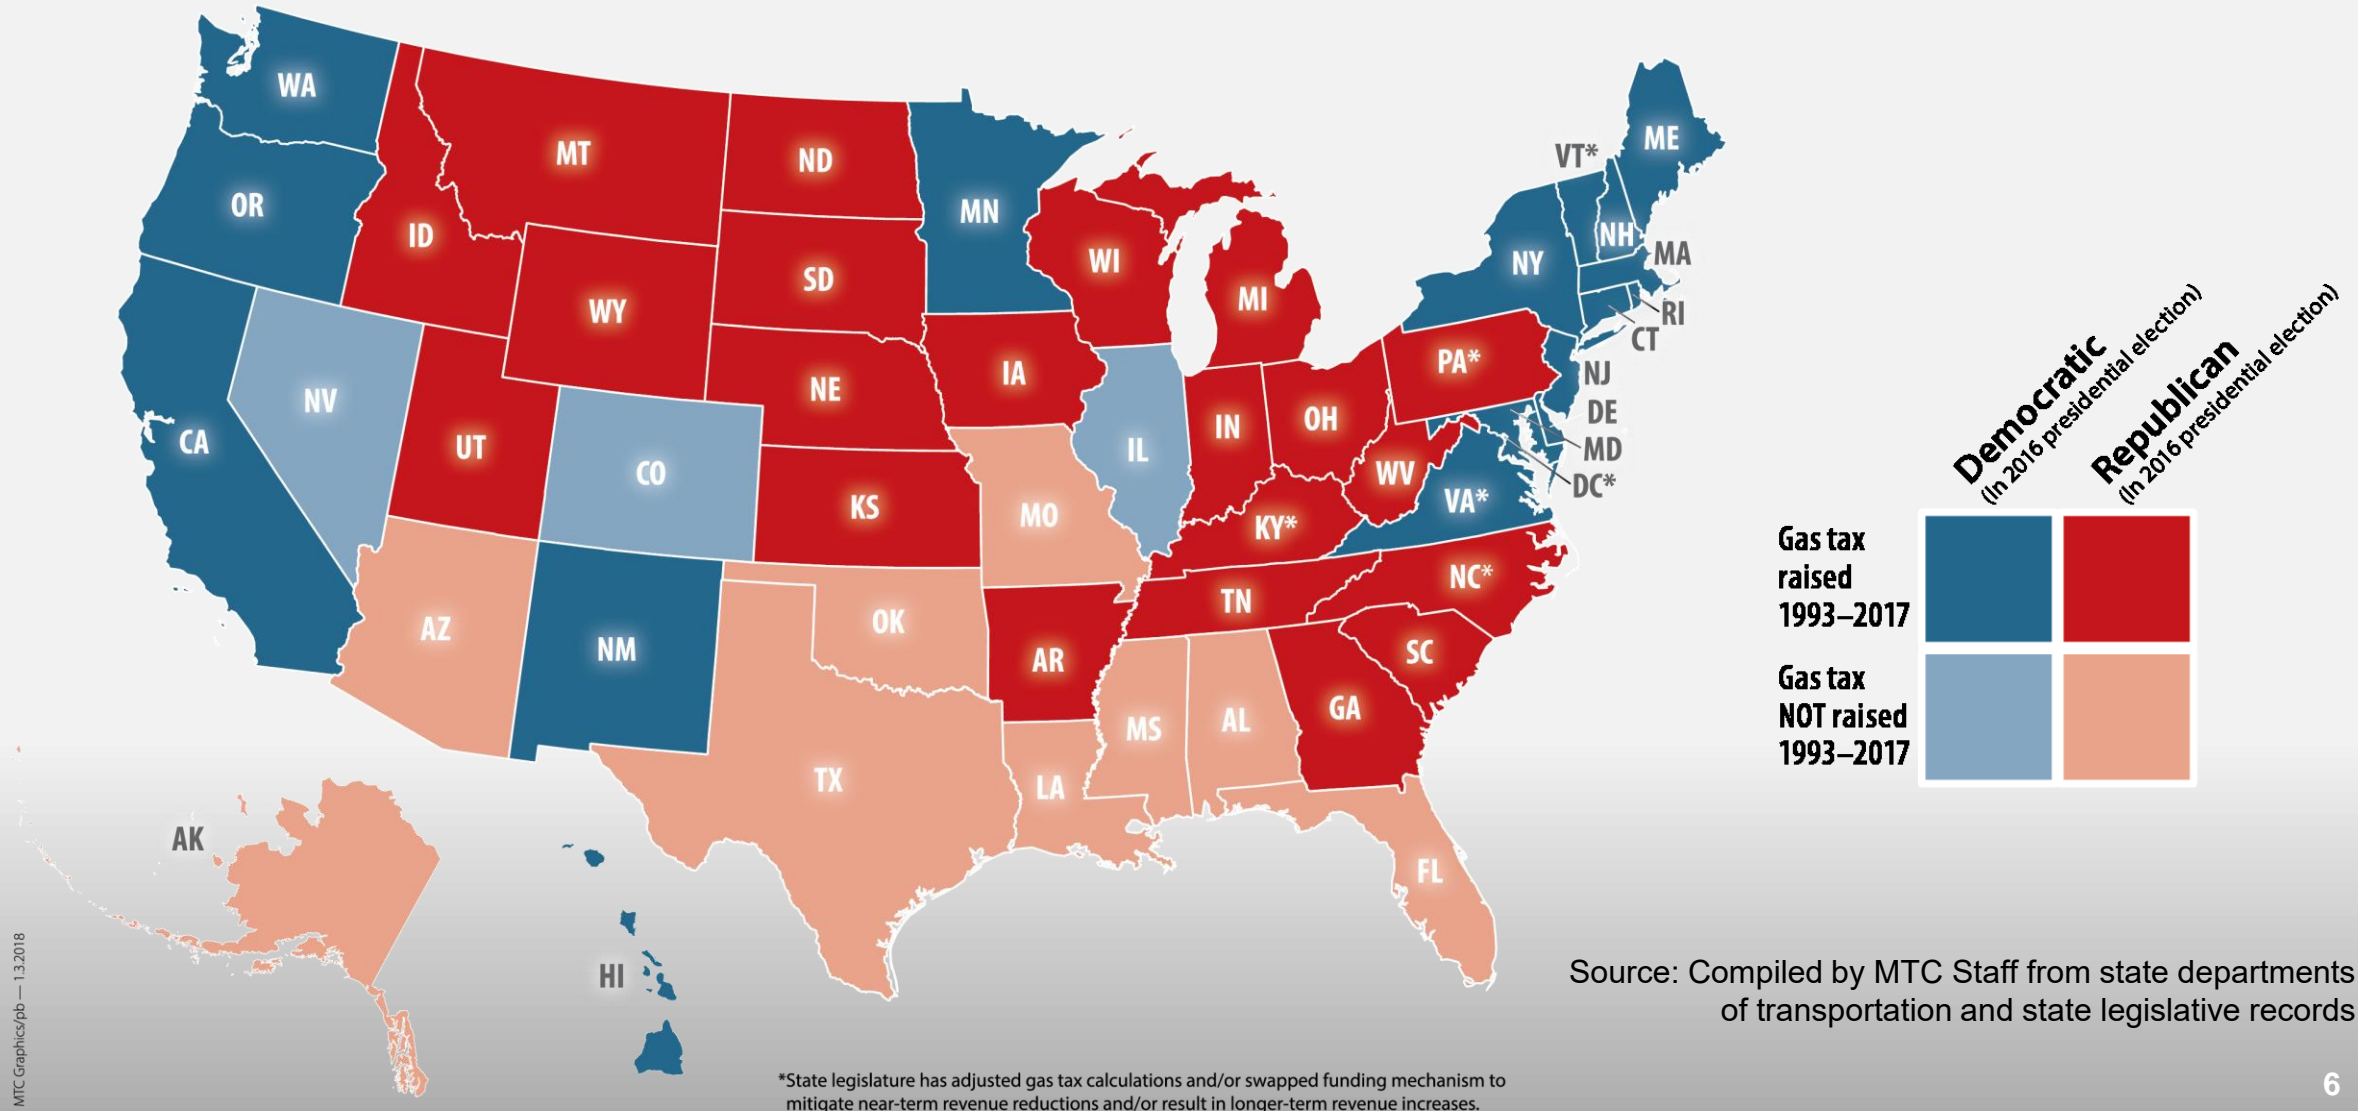 WA
OR
CA
NV
ID
MT
WY
UT
CO
AZ
NM
ND
SD
NE
KS
OK
TX
MN
IA
MO
AR
LA
WI
IL
MI
IN
OH
KY*
TN
MS
AL
GA
FL
SC
NC*
VA*
WV
PA*
NY
VT*
NH
ME
MA
RI
CT
NJ
DE
MD
DC*
AK
HI
Democratic
(In 2016 presidential election)
Republican
(In 2016 presidential election)
Gas tax
raised
1993–2017
Gas tax
NOT raised
1993–2017
Source: Compiled by MTC Staff from state departments
of transportation and state legislative records
*State legislature has adjusted gas tax calculations and/or swapped funding mechanism to
mitigate near-term revenue reductions and/or result in longer-term revenue increases.
MTC Graphics/pb — 1.3.2018
6